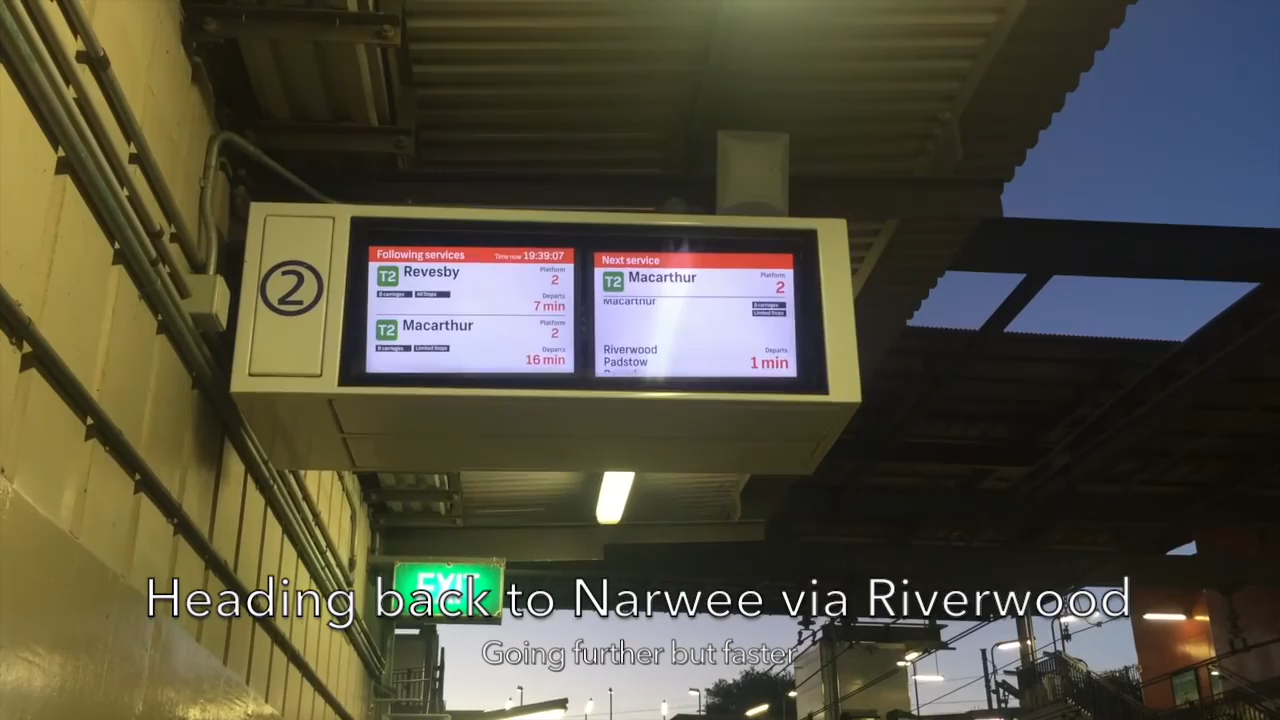 2
Following services
Time now 19:39:07
T2 Revesby
Platform
2
8 carriages
All Stops
Departs
7 min
T2 Macarthur
Platform
2
8 carriages
Limited Stops
Departs
16 min
Next service
T2 Macarthur
Platform
2
Macarthur
8 carriages
Limited Stops
Riverwood
Padstow
Departs
1 min
EXIT
Heading back to Narwee via Riverwood
Going further but faster